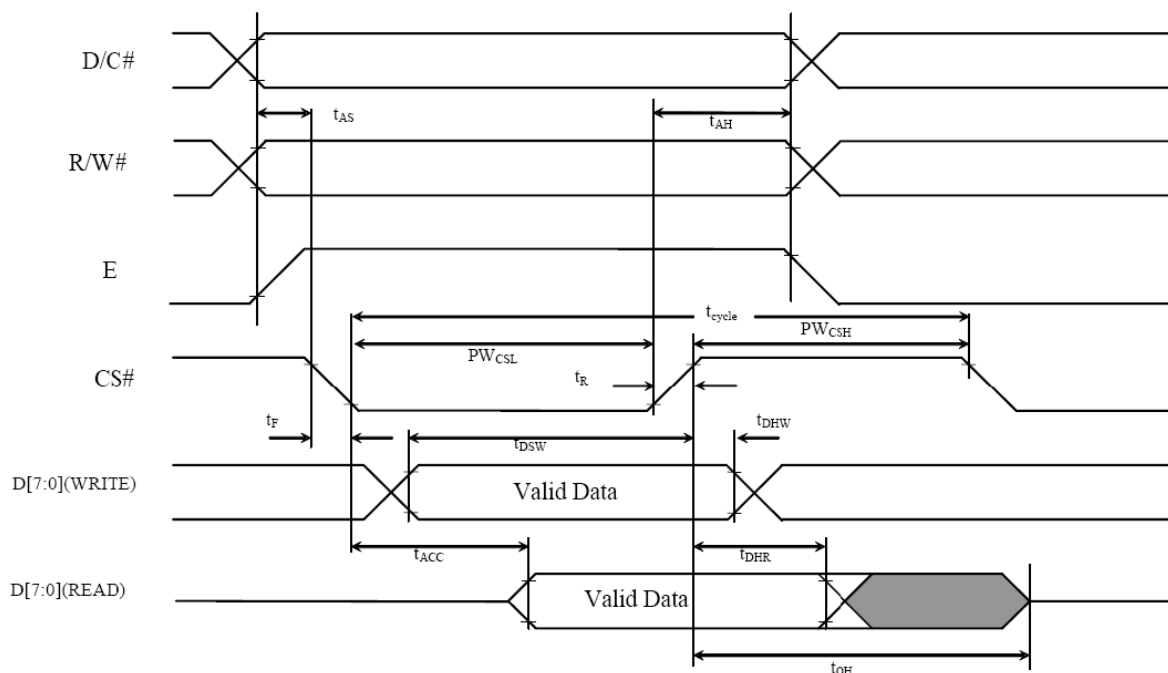 D/C#
tAS
tAH
R/W#
E
tcycle
PWCSL
PWCSH
CS#
tR
tF
tDSW
tDHW
D[7:0](WRITE)
Valid Data
tACC
tDHR
D[7:0](READ)
Valid Data
tOH